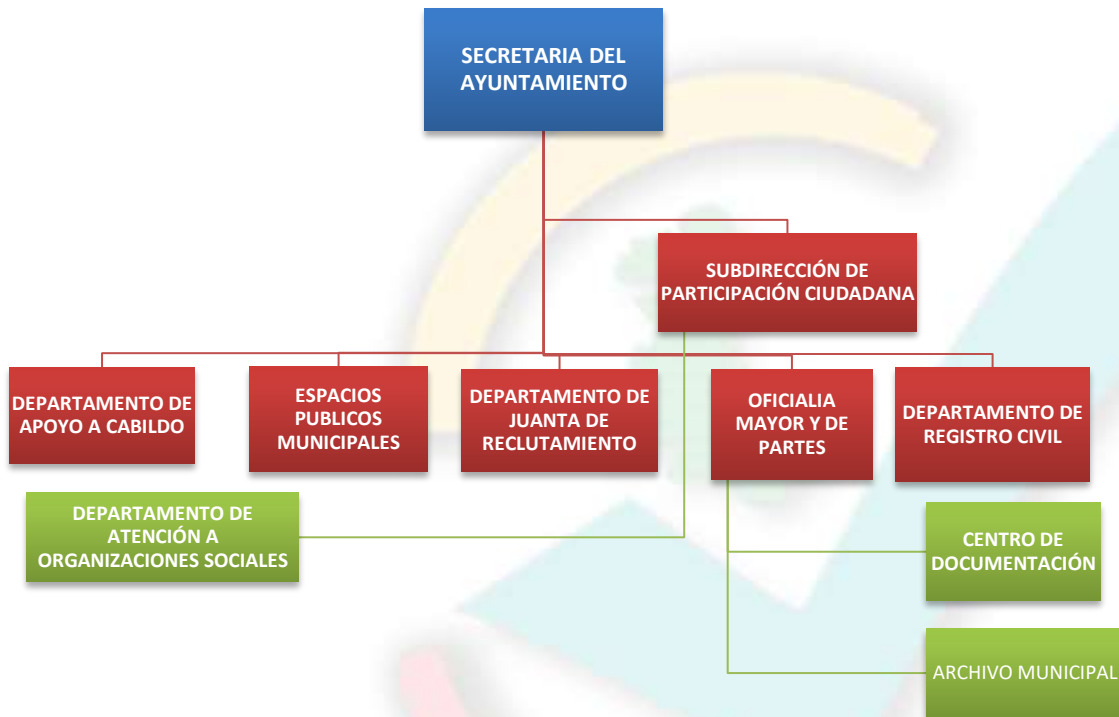 SECRETARIA DEL
AYUNTAMIENTO
SUBDIRECCIÓN DE
PARTICIPACIÓN CIUDADANA
DEPARTAMENTO DE
APOYO A CABILDO
ESPACIOS
PUBLICOS
MUNICIPALES
DEPARTAMENTO DE
JUANTA DE
RECLUTAMIENTO
OFICIALIA
MAYOR Y DE
PARTES
DEPARTAMENTO DE
REGISTRO CIVIL
DEPARTAMENTO DE
ATENCIÓN A
ORGANIZACIONES SOCIALES
CENTRO DE
DOCUMENTACIÓN
ARCHIVO MUNICIPAL